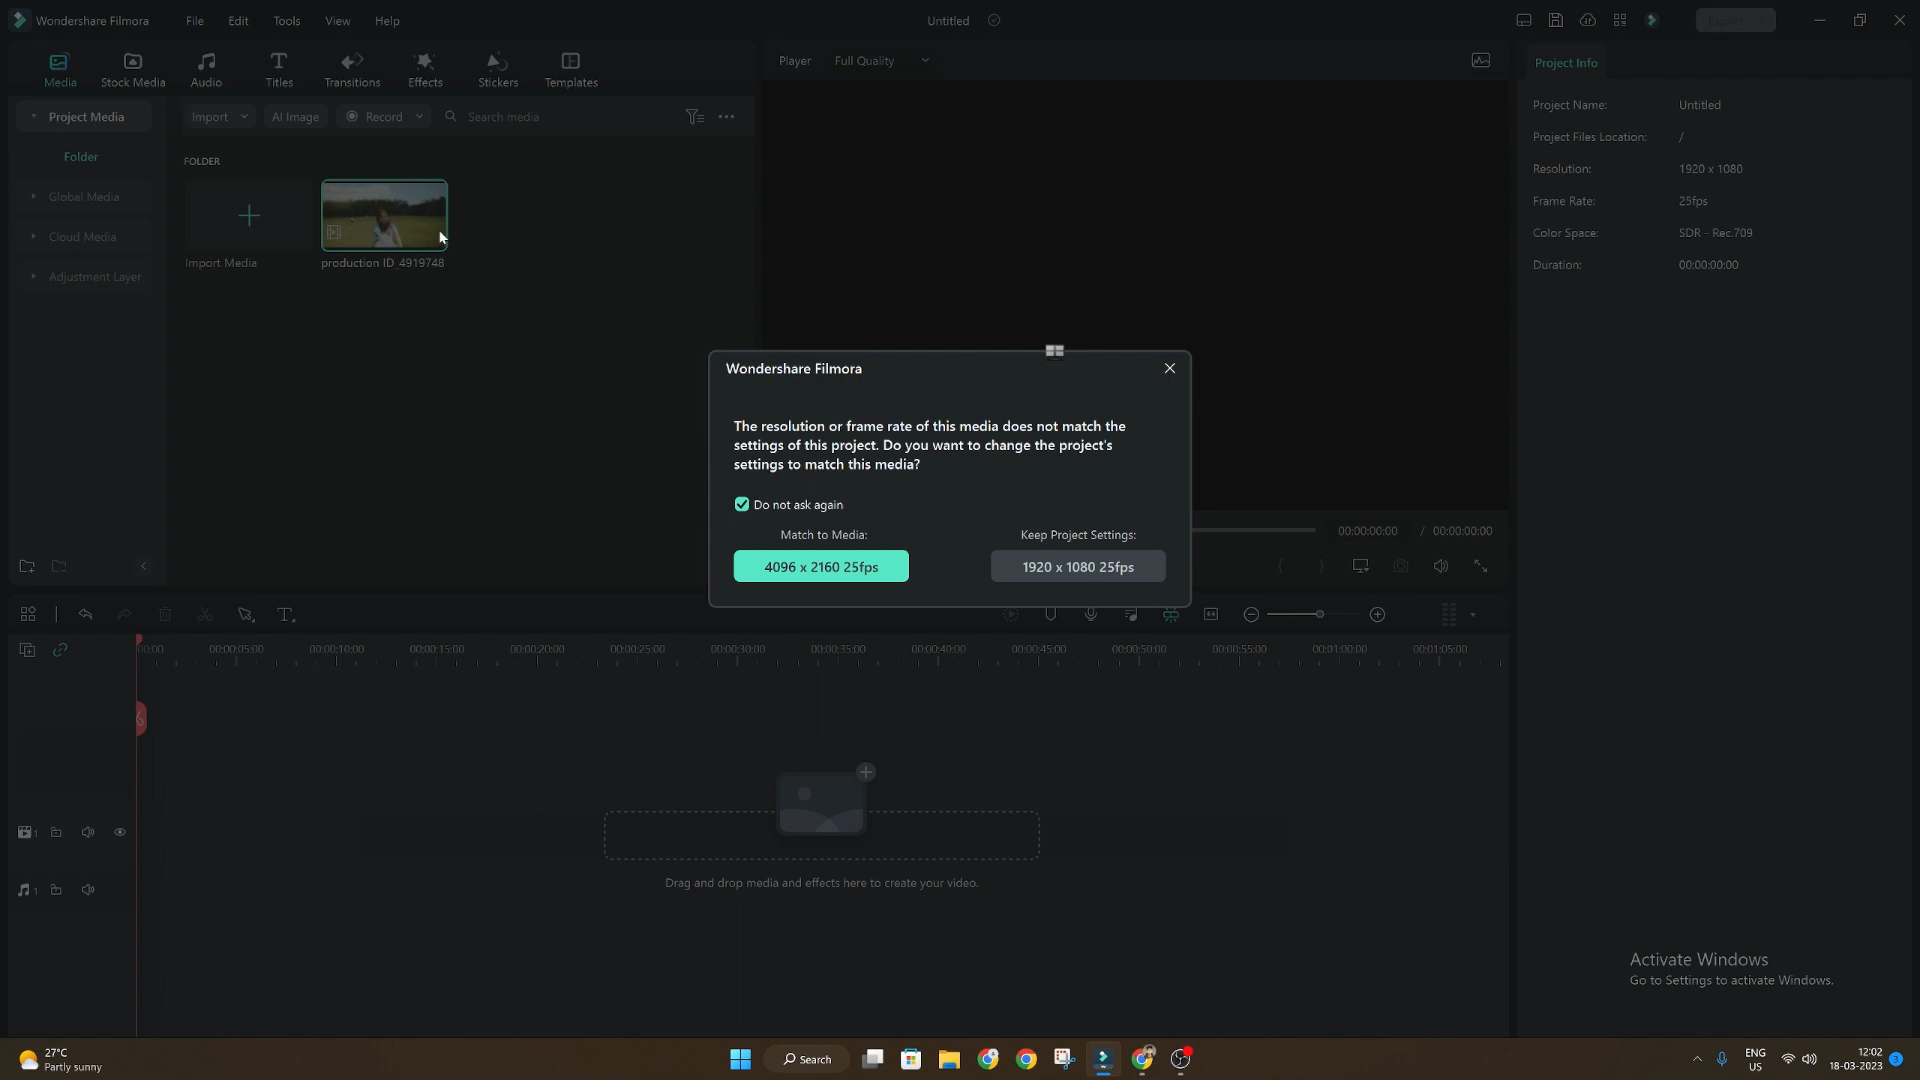 Wondershare Filmora
File
Edit
Tools
View
Help
Untitled
Export
Media
Stock Media
Audio
Titles
Transitions
Effects
Stickers
Templates
Player
Full Quality
Project Info
Project Media
Import
AI Image
Record
Search media
Folder
FOLDER
Global Media
Cloud Media
Adjustment Layer
Import Media
production ID_4919748
Project Name:
Untitled
Project Files Location:
/
Resolution:
1920 x 1080
Frame Rate:
25fps
Color Space:
SDR - Rec.709
Duration:
00:00:00:00
Wondershare Filmora
The resolution or frame rate of this media does not match the
settings of this project. Do you want to change the project's
settings to match this media?
Do not ask again
Match to Media:
Keep Project Settings:
4096 x 2160 25fps
1920 x 1080 25fps
00:00:00:00 / 00:00:00:00
00:00
00:00:05:00
00:00:10:00
00:00:15:00
00:00:20:00
00:00:25:00
00:00:30:00
00:00:35:00
00:00:40:00
00:00:45:00
00:00:50:00
00:00:55:00
00:01:00:00
00:01:05:00
1
1
Drag and drop media and effects here to create your video.
Activate Windows
Go to Settings to activate Windows.
27°C
Partly sunny
Search
ENG
US
12:02
18-03-2023
3